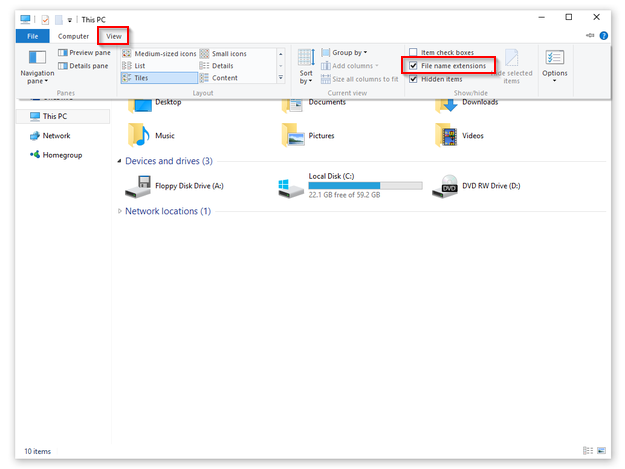 This PC
File Computer View
Navigation pane
Preview pane
Details pane
Panes
Medium-sized icons Small icons
List Details
Tiles Content
Layout
Sort by
Group by
Add columns
Size all columns to fit
Current view
Item check boxes
File name extensions
Hidden items
selected items
Show/hide
Options
This PC
Network
Homegroup
Desktop Documents Downloads
Music Pictures Videos
Devices and drives (3)
Floppy Disk Drive (A:)
Local Disk (C:)
22.1 GB free of 59.2 GB
DVD RW Drive (D:)
DVD
Network locations (1)
10 items